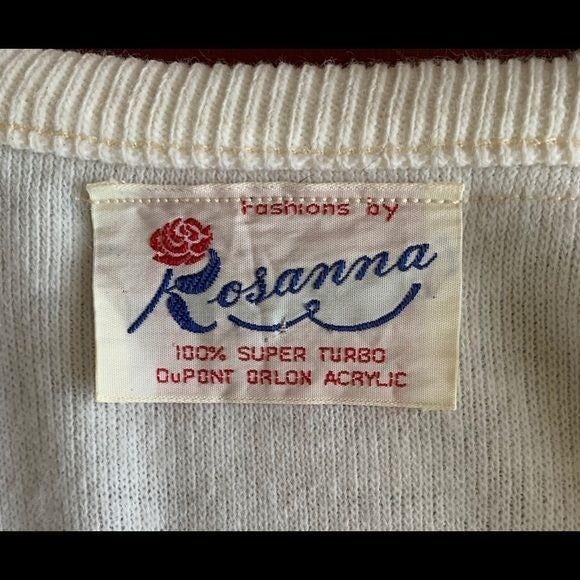 Fashions by
Rosanna
100% SUPER TURBO
DuPONT ORLON ACRYLIC